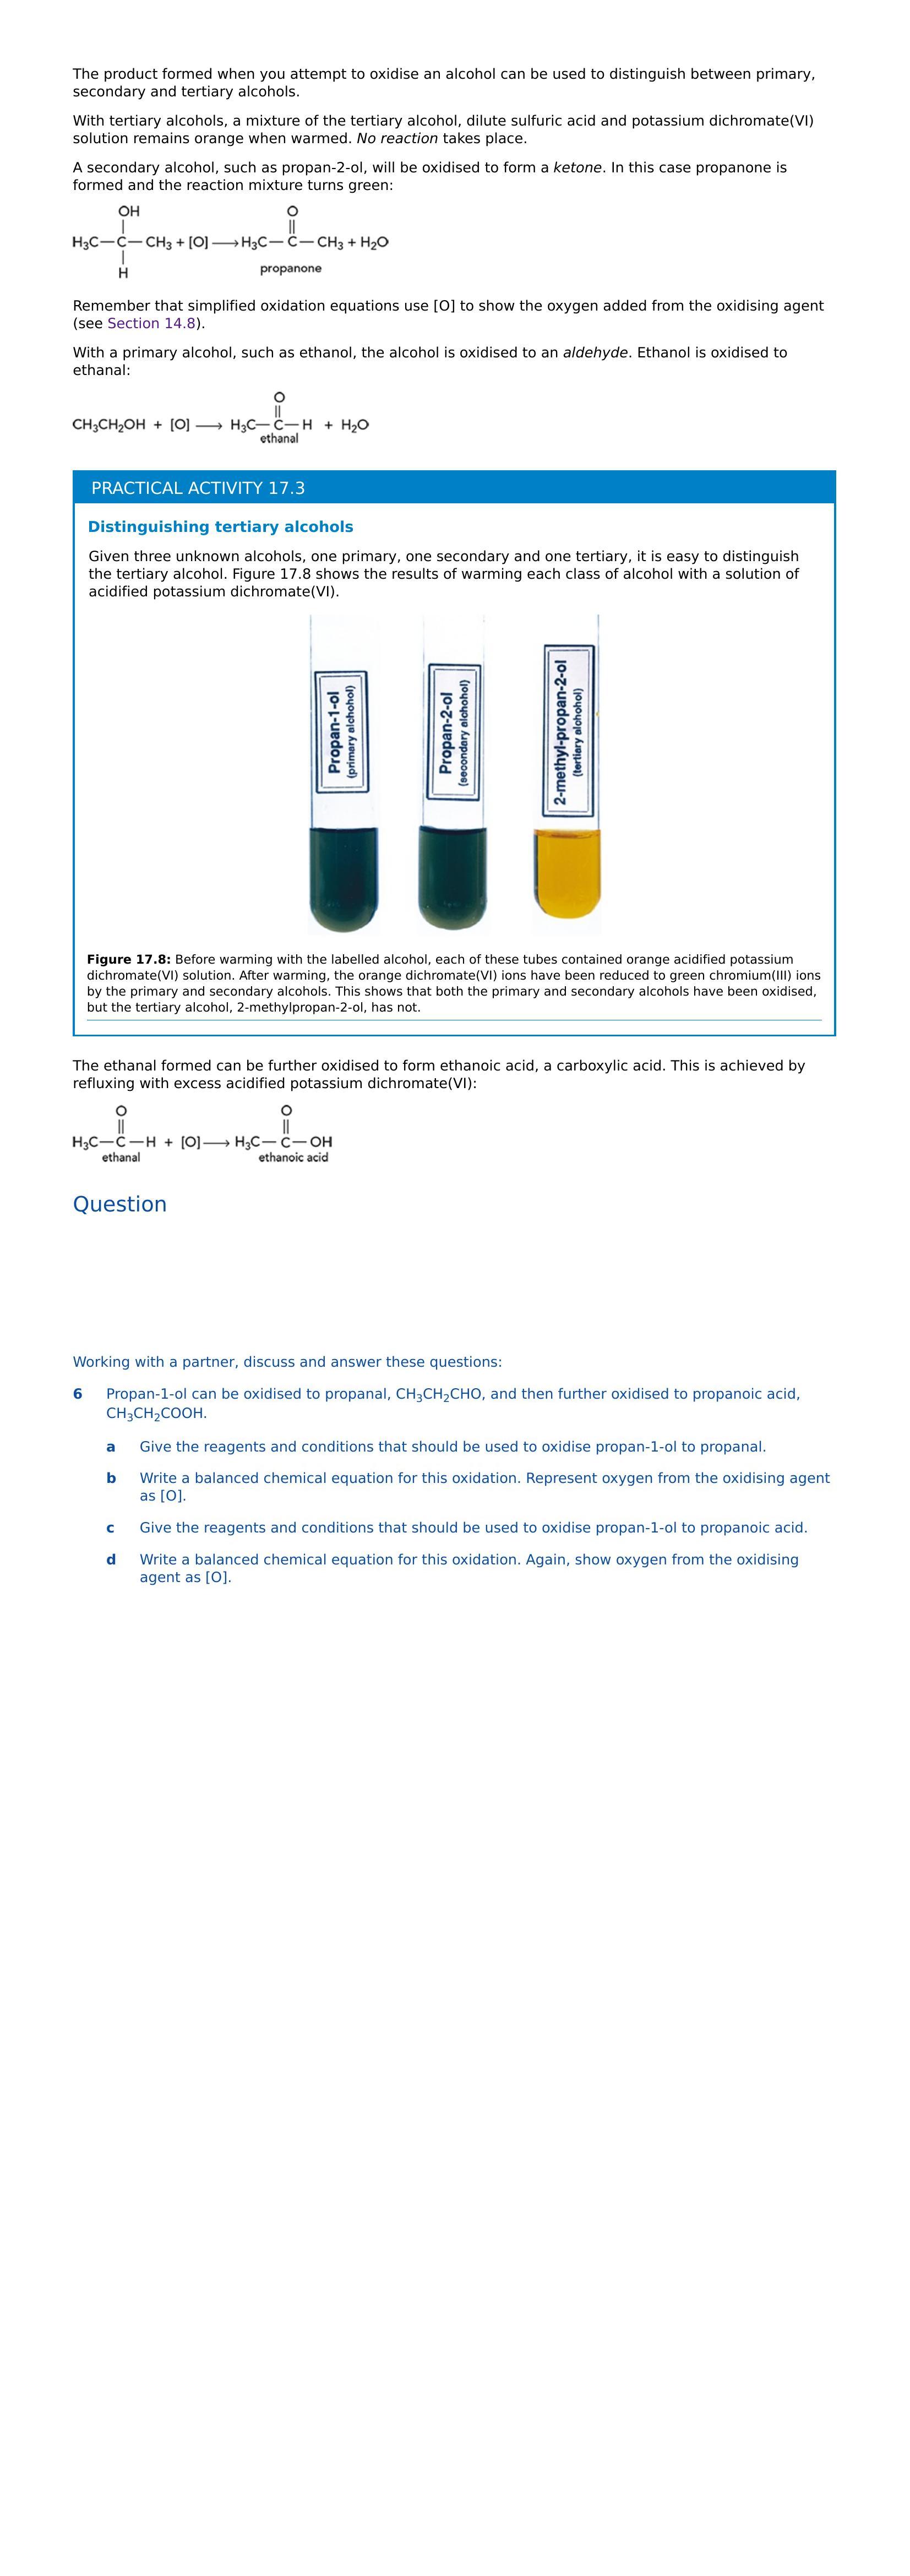 The product formed when you attempt to oxidise an alcohol can be used to distinguish between primary,
secondary and tertiary alcohols.
With tertiary alcohols, a mixture of the tertiary alcohol, dilute sulfuric acid and potassium dichromate(VI)
solution remains orange when warmed. No reaction takes place.
A secondary alcohol, such as propan-2-ol, will be oxidised to form a ketone. In this case propanone is
formed and the reaction mixture turns green:
OH O
H₃C—C—CH₃ + [O] ⟶ H₃C—C—CH₃ + H₂O
H propanone
Remember that simplified oxidation equations use [O] to show the oxygen added from the oxidising agent
(see Section 14.8).
With a primary alcohol, such as ethanol, the alcohol is oxidised to an aldehyde. Ethanol is oxidised to
ethanal:
O
CH₃CH₂OH + [O] ⟶ H₃C—C—H + H₂O
ethanal
PRACTICAL ACTIVITY 17.3
Distinguishing tertiary alcohols
Given three unknown alcohols, one primary, one secondary and one tertiary, it is easy to distinguish
the tertiary alcohol. Figure 17.8 shows the results of warming each class of alcohol with a solution of
acidified potassium dichromate(VI).
Propan-1-ol
(primary alchohol)
Propan-2-ol
(secondary alchohol)
2-methyl-propan-2-ol
(tertiary alchohol)
Figure 17.8: Before warming with the labelled alcohol, each of these tubes contained orange acidified potassium
dichromate(VI) solution. After warming, the orange dichromate(VI) ions have been reduced to green chromium(III) ions
by the primary and secondary alcohols. This shows that both the primary and secondary alcohols have been oxidised,
but the tertiary alcohol, 2-methylpropan-2-ol, has not.
The ethanal formed can be further oxidised to form ethanoic acid, a carboxylic acid. This is achieved by
refluxing with excess acidified potassium dichromate(VI):
O O
H₃C—C—H + [O] ⟶ H₃C—C—OH
ethanal ethanoic acid
Question
Working with a partner, discuss and answer these questions:
6 Propan-1-ol can be oxidised to propanal, CH₃CH₂CHO, and then further oxidised to propanoic acid,
CH₃CH₂COOH.
a Give the reagents and conditions that should be used to oxidise propan-1-ol to propanal.
b Write a balanced chemical equation for this oxidation. Represent oxygen from the oxidising agent
as [O].
c Give the reagents and conditions that should be used to oxidise propan-1-ol to propanoic acid.
d Write a balanced chemical equation for this oxidation. Again, show oxygen from the oxidising
agent as [O].